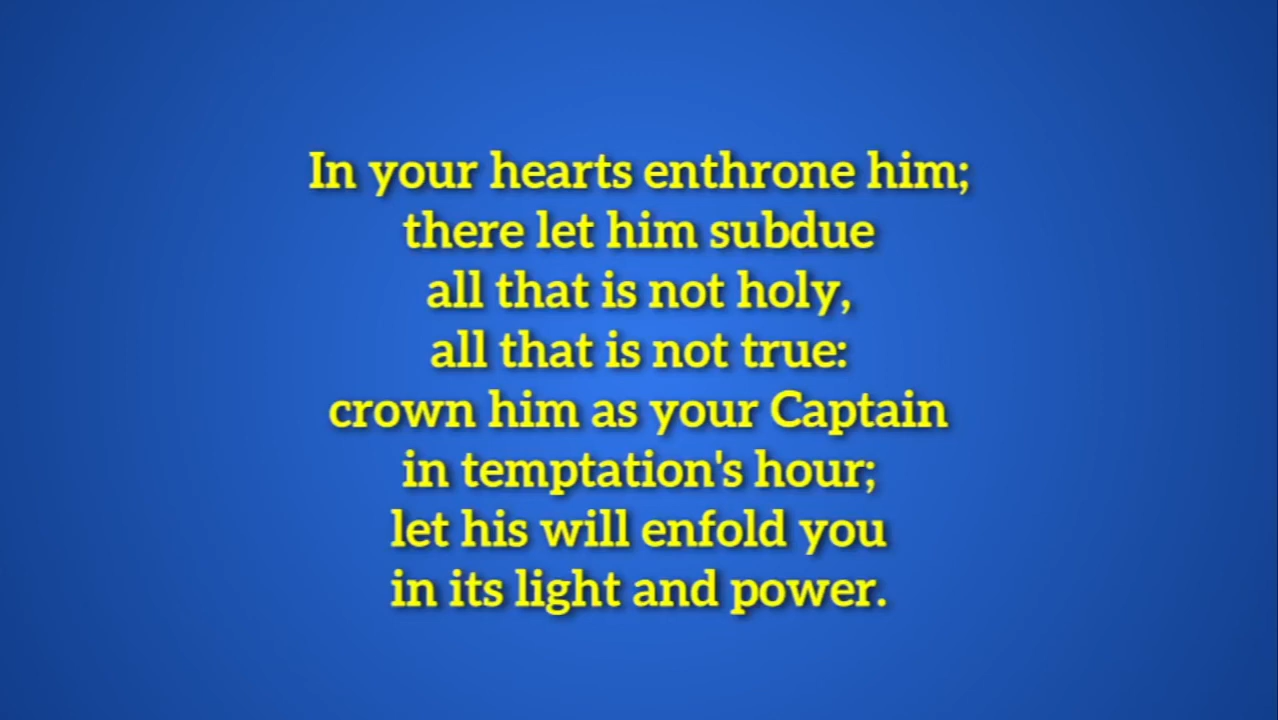 In your hearts enthrone him;
there let him subdue
all that is not holy,
all that is not true:
crown him as your Captain
in temptation's hour;
let his will enfold you
in its light and power.